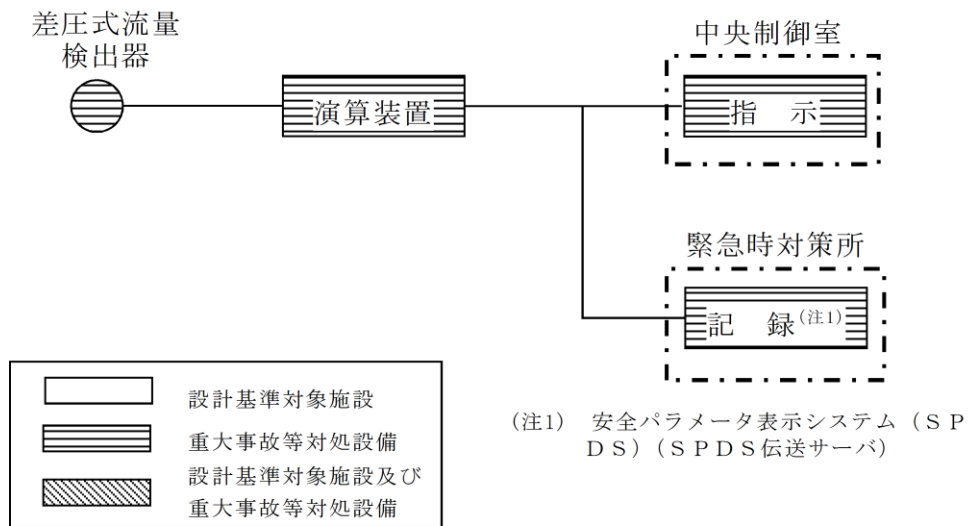 差圧式流量
検出器
演算装置
中央制御室
指　示
緊急時対策所
記　録(注1)
設計基準対象施設
重大事故等対処設備
設計基準対象施設及び
重大事故等対処設備
(注1)　安全パラメータ表示システム（ＳＰ
ＤＳ）（ＳＰＤＳ伝送サーバ）